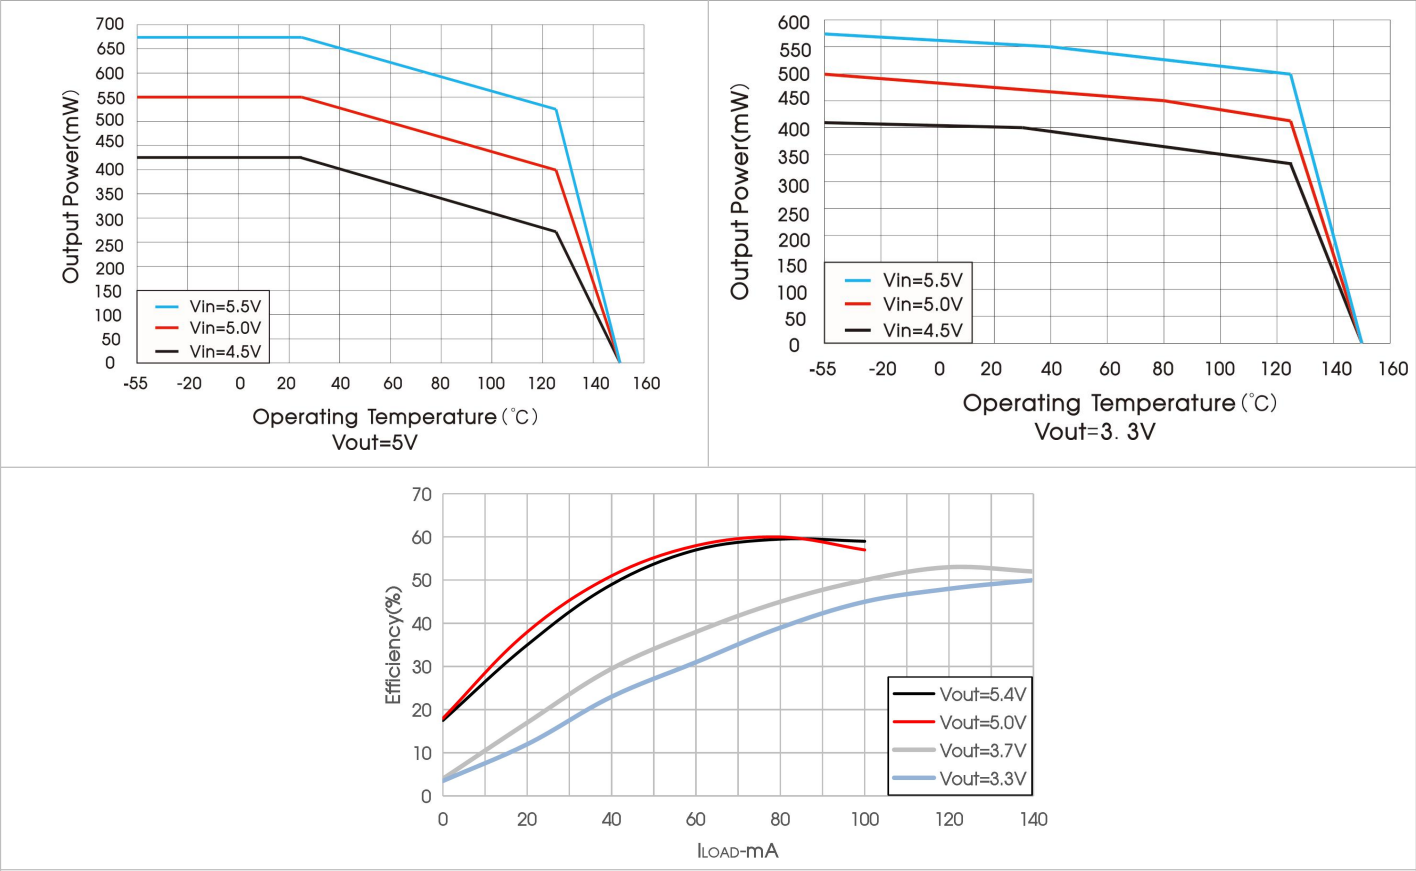 700
650
600
550
500
450
400
350
300
250
200
150
100
50
0
Output Power(mW)
Vin=5.5V
Vin=5.0V
Vin=4.5V
-55 -20 0 20 40 60 80 100 120 140 160
Operating Temperature(℃)
Vout=5V
600
550
500
450
400
350
300
250
200
150
100
50
0
Output Power(mW)
Vin=5.5V
Vin=5.0V
Vin=4.5V
-55 -20 0 20 40 60 80 100 120 140 160
Operating Temperature(℃)
Vout=3. 3V
70
60
50
40
30
20
10
0
Efficiency(%)
Vout=5.4V
Vout=5.0V
Vout=3.7V
Vout=3.3V
0 20 40 60 80 100 120 140
ILOAD-mA